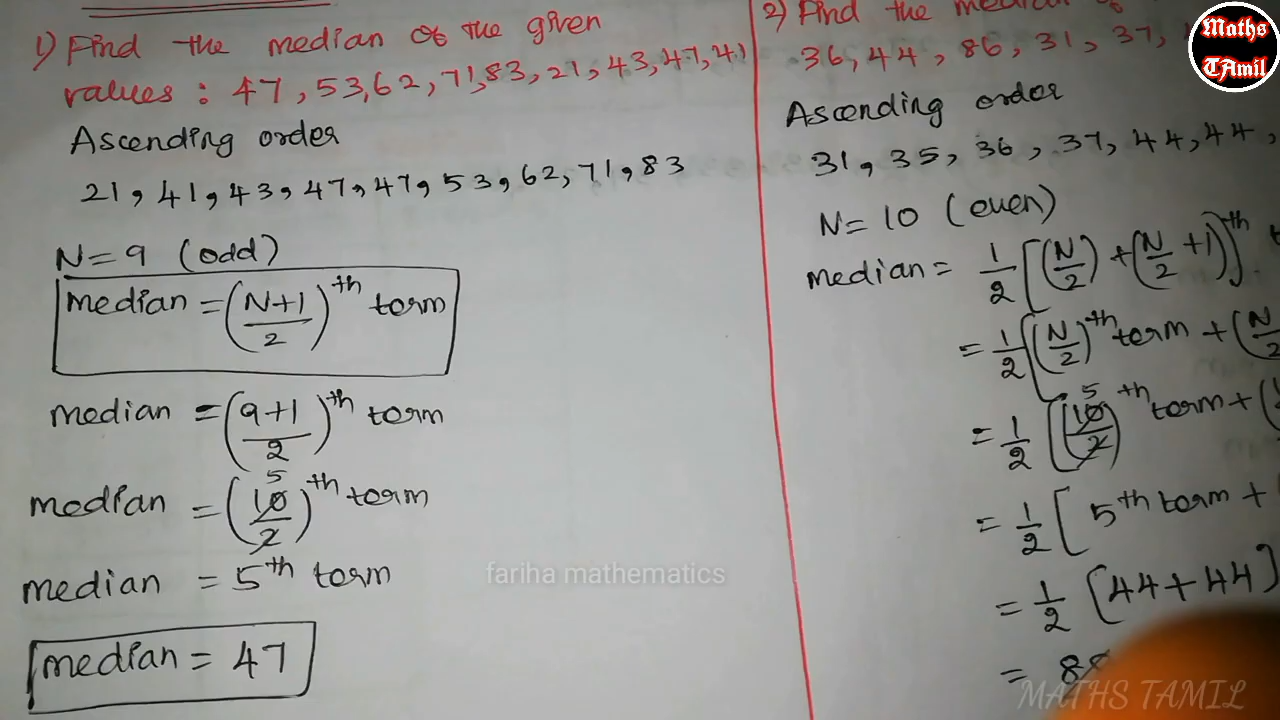 1) Find the median of the given
values : 47, 53, 62, 71, 83, 21, 43, 47, 41
Ascending order
21, 41, 43, 47, 47, 53, 62, 71, 83
N = 9 (odd)
median = (N+1/2)th term
median = (9+1/2)th term
median = (10/2)th term 5
median = 5th term
median = 47
2) Find the median
36, 44, 86, 31, 37,
Ascending order
31, 35, 36, 37, 44, 44,
N = 10 (even)
median = 1/2 [(N/2) + (N/2 + 1)]th
= 1/2 [(N/2)th term + (N/2
= 1/2 [(10/2)th term + ( 5
= 1/2 [5th term +
= 1/2 [44 + 44]
=
Maths
TAmil
fariha mathematics
MATHS TAMIL